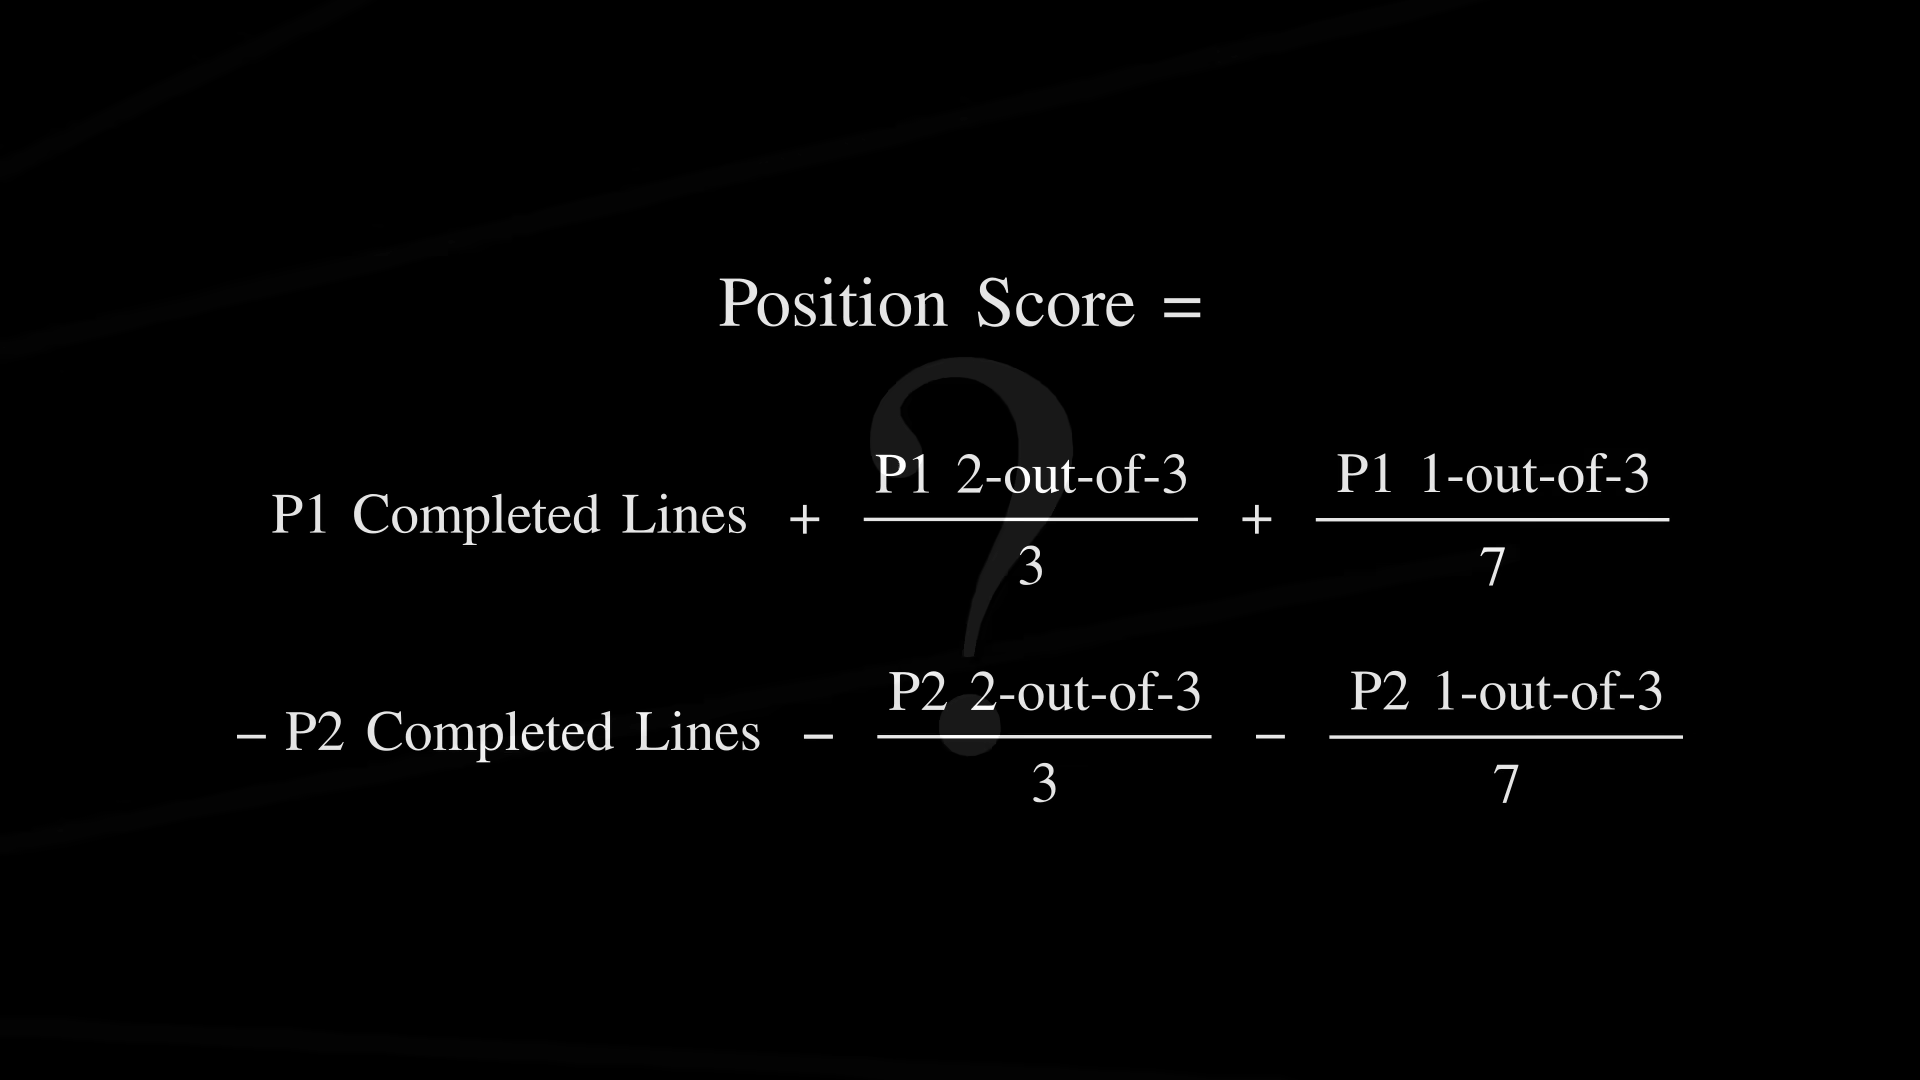 Position Score =
P1 Completed Lines + P1 2-out-of-3 / 3 + P1 1-out-of-3 / 7
– P2 Completed Lines – P2 2-out-of-3 / 3 – P2 1-out-of-3 / 7
?